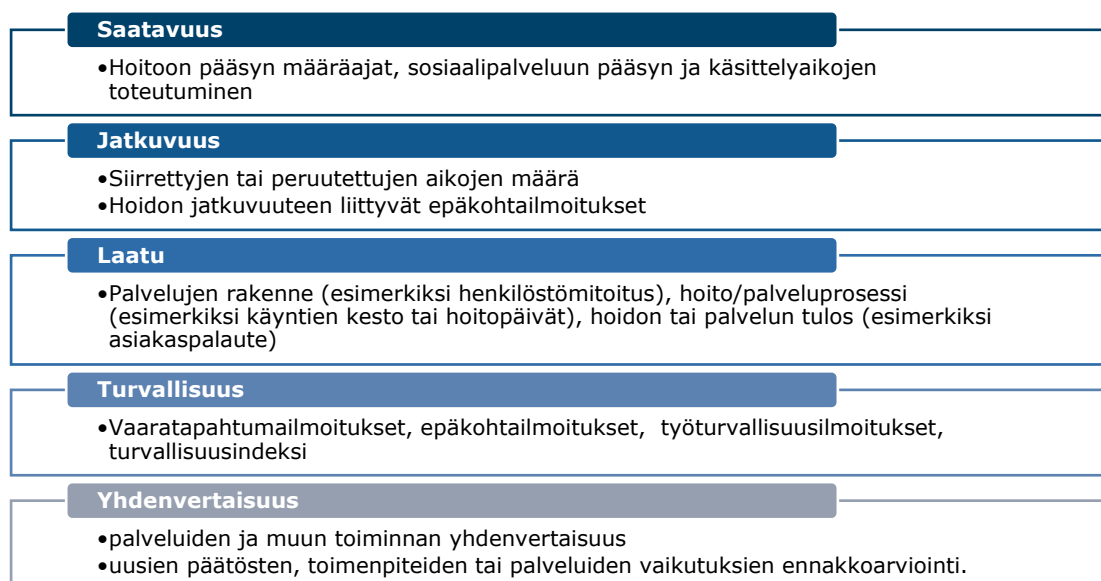 Saatavuus
•Hoitoon pääsyn määräajat, sosiaalipalveluun pääsyn ja käsittelyaikojen
toteutuminen
Jatkuvuus
•Siirrettyjen tai peruutettujen aikojen määrä
•Hoidon jatkuvuuteen liittyvät epäkohtailmoitukset
Laatu
•Palvelujen rakenne (esimerkiksi henkilöstömitoitus), hoito/palveluprosessi
(esimerkiksi käyntien kesto tai hoitopäivät), hoidon tai palvelun tulos (esimerkiksi
asiakaspalaute)
Turvallisuus
•Vaaratapahtumailmoitukset, epäkohtailmoitukset,  työturvallisuusilmoitukset,
turvallisuusindeksi
Yhdenvertaisuus
•palveluiden ja muun toiminnan yhdenvertaisuus
•uusien päätösten, toimenpiteiden tai palveluiden vaikutuksien ennakkoarviointi.